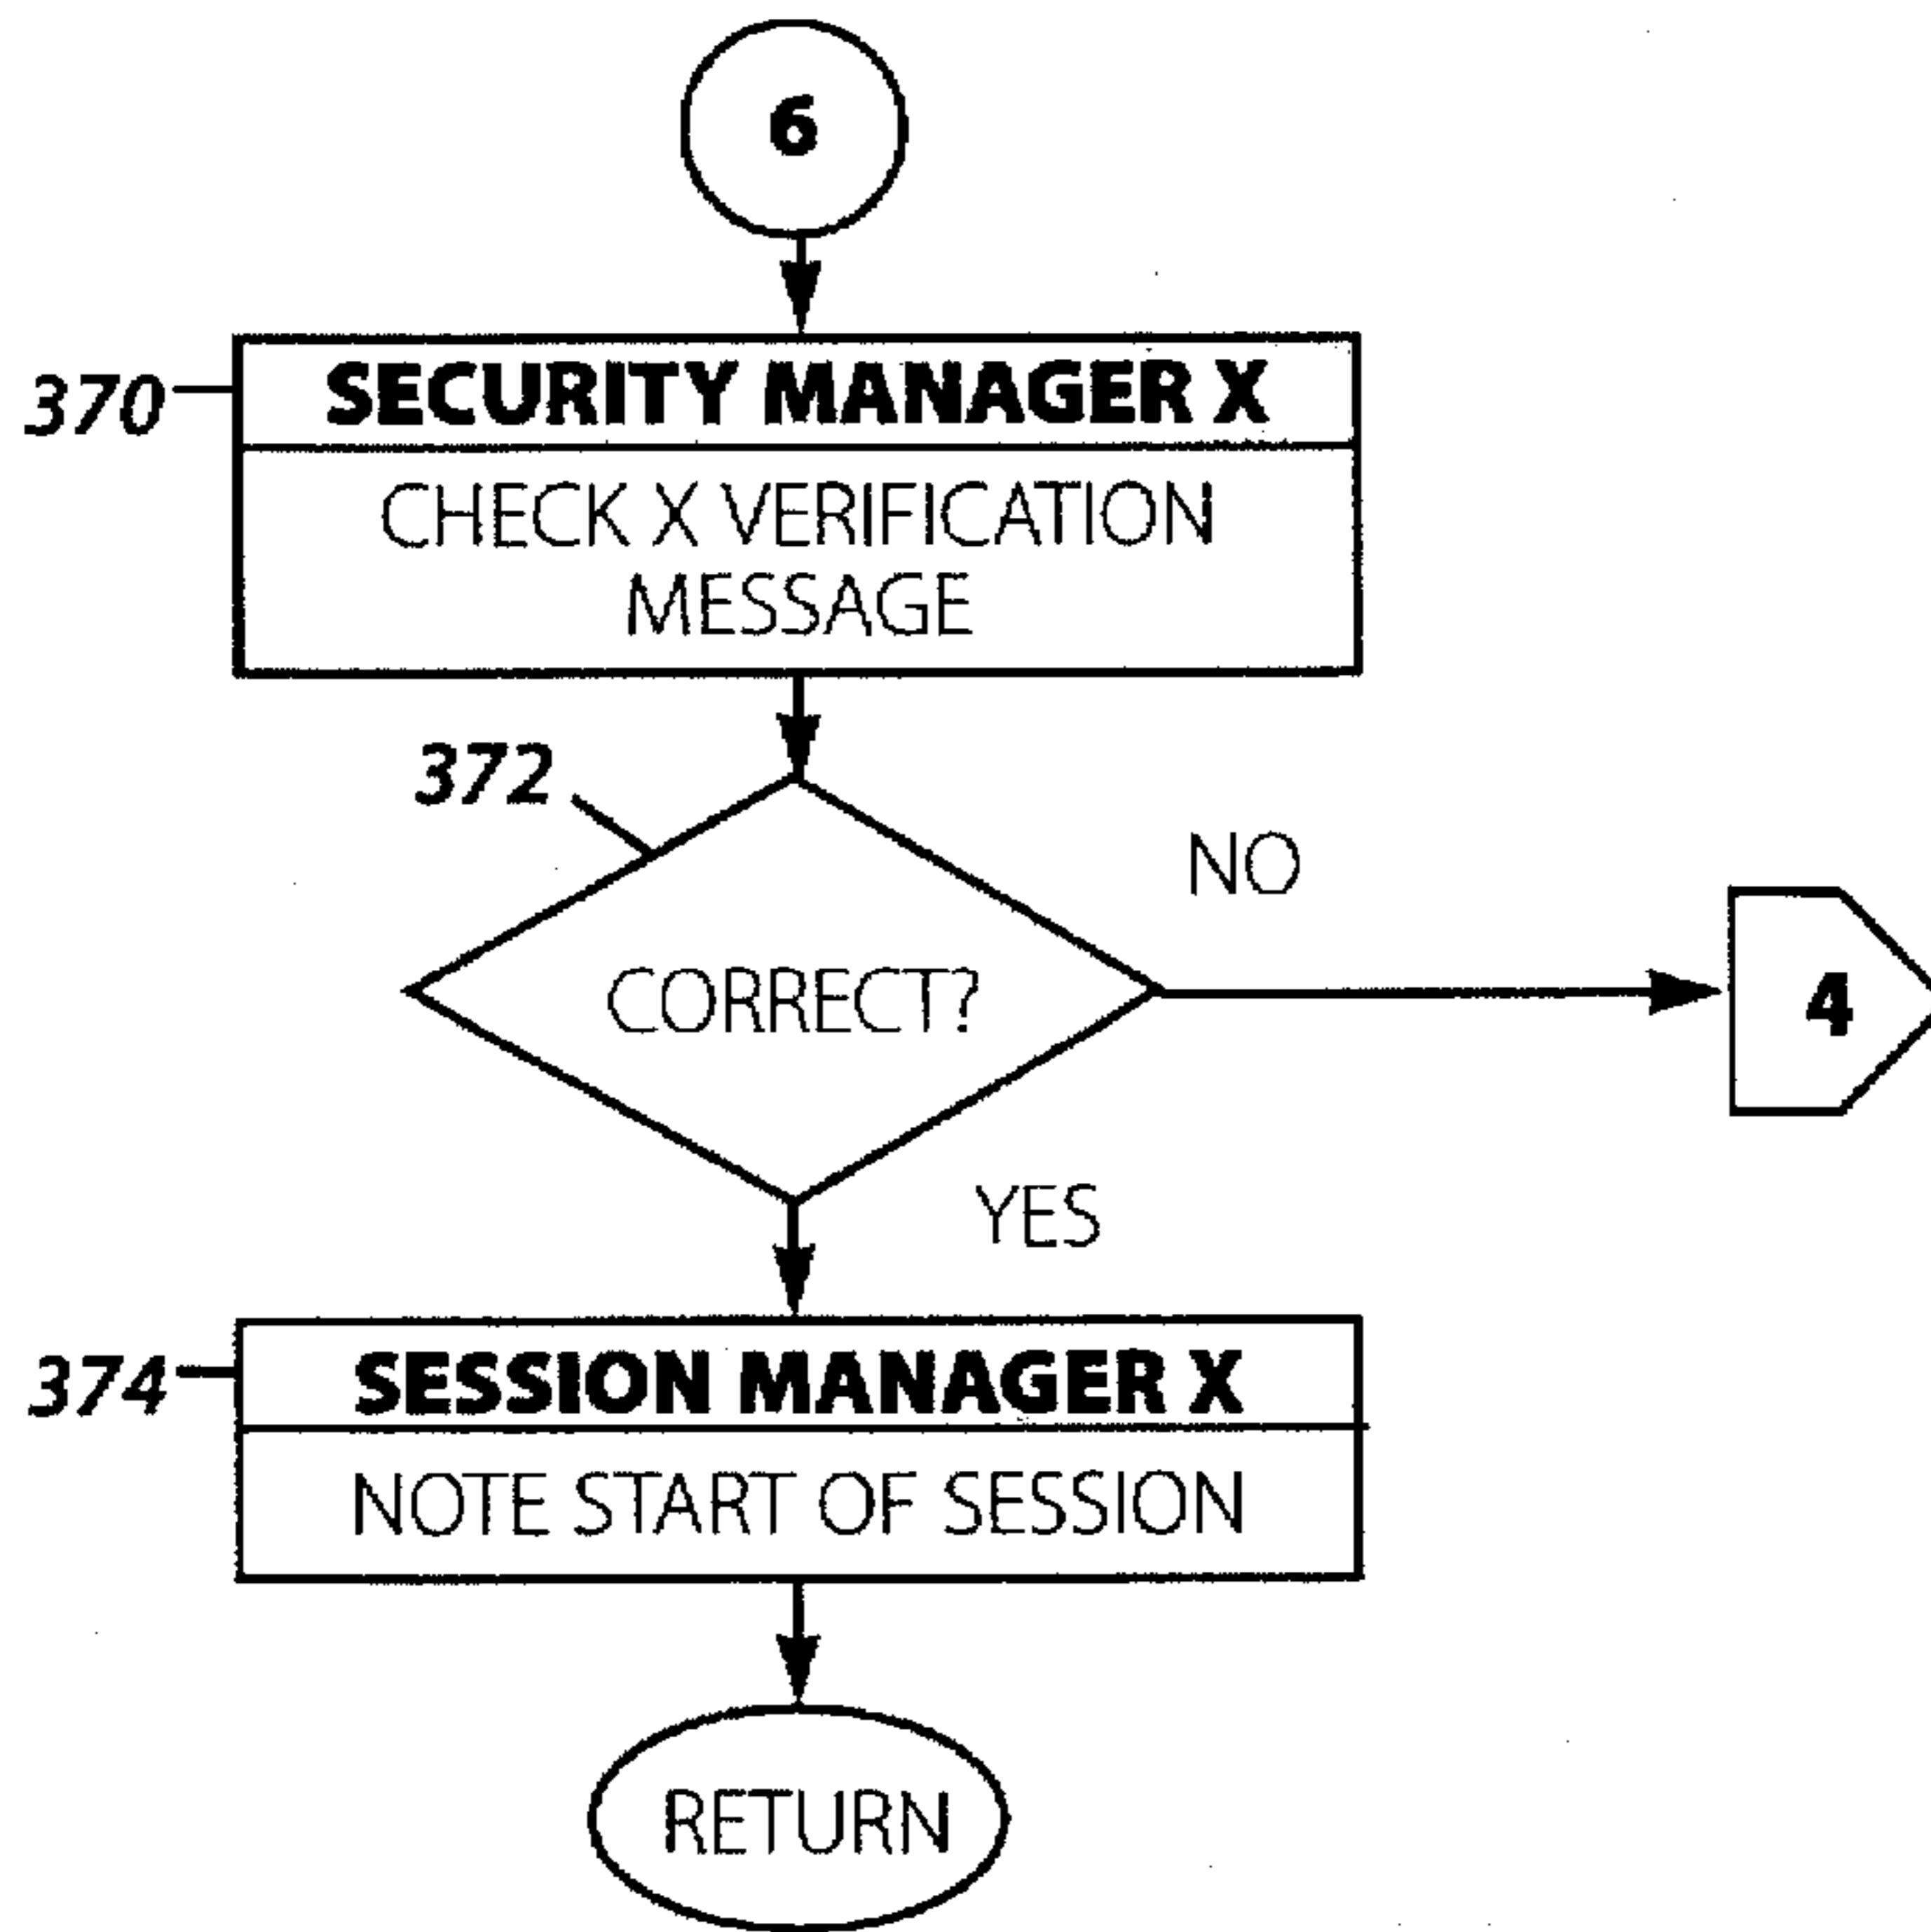 6
370
SECURITY MANAGER X
CHECK X VERIFICATION
MESSAGE
372
NO
CORRECT?
4
YES
374
SESSION MANAGER X
NOTE START OF SESSION
RETURN